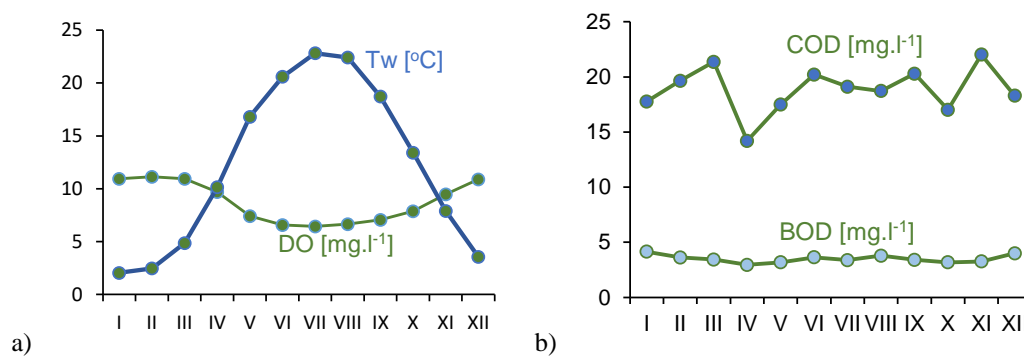 a)
25
20
15
10
5
0
Tw [°C]
DO [mg.l-1]
I II III IV V VI VII VIII IX X XI XII
b)
25
20
15
10
5
0
COD [mg.l-1]
BOD [mg.l-1]
I II III IV V VI VII VIII IX X XI XI